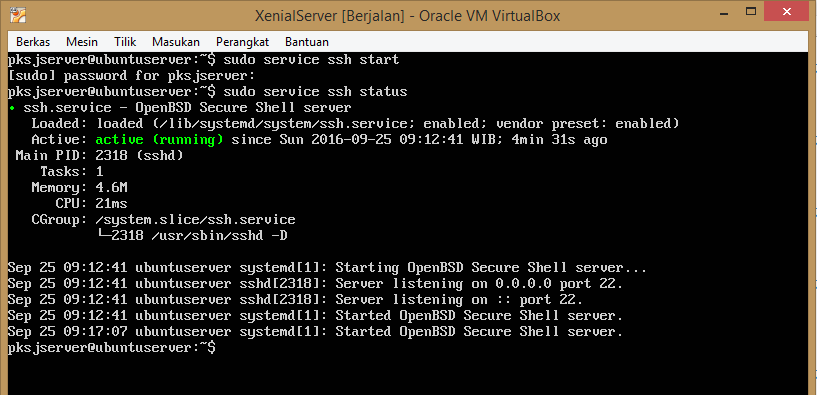 XenialServer [Berjalan] - Oracle VM VirtualBox
Berkas Mesin Tilik Masukan Perangkat Bantuan
pksjserver@ubuntuserver:~$ sudo service ssh start
[sudo] password for pksjserver:
pksjserver@ubuntuserver:~$ sudo service ssh status
● ssh.service - OpenBSD Secure Shell server
   Loaded: loaded (/lib/systemd/system/ssh.service; enabled; vendor preset: enabled)
   Active: active (running) since Sun 2016-09-25 09:12:41 WIB; 4min 31s ago
 Main PID: 2318 (sshd)
    Tasks: 1
   Memory: 4.6M
      CPU: 21ms
   CGroup: /system.slice/ssh.service
           └─2318 /usr/sbin/sshd -D
Sep 25 09:12:41 ubuntuserver systemd[1]: Starting OpenBSD Secure Shell server...
Sep 25 09:12:41 ubuntuserver sshd[2318]: Server listening on 0.0.0.0 port 22.
Sep 25 09:12:41 ubuntuserver sshd[2318]: Server listening on :: port 22.
Sep 25 09:12:41 ubuntuserver systemd[1]: Started OpenBSD Secure Shell server.
Sep 25 09:17:07 ubuntuserver systemd[1]: Started OpenBSD Secure Shell server.
pksjserver@ubuntuserver:~$